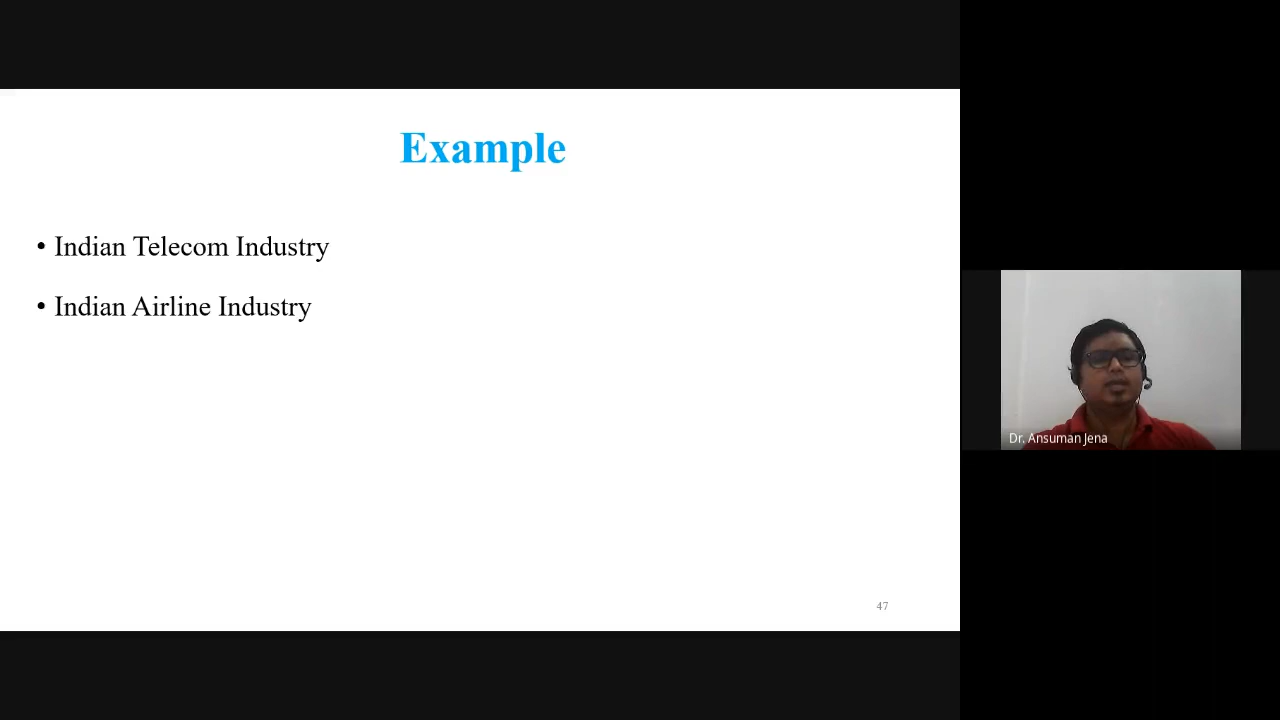 Example
• Indian Telecom Industry
• Indian Airline Industry
47
Dr. Ansuman Jena